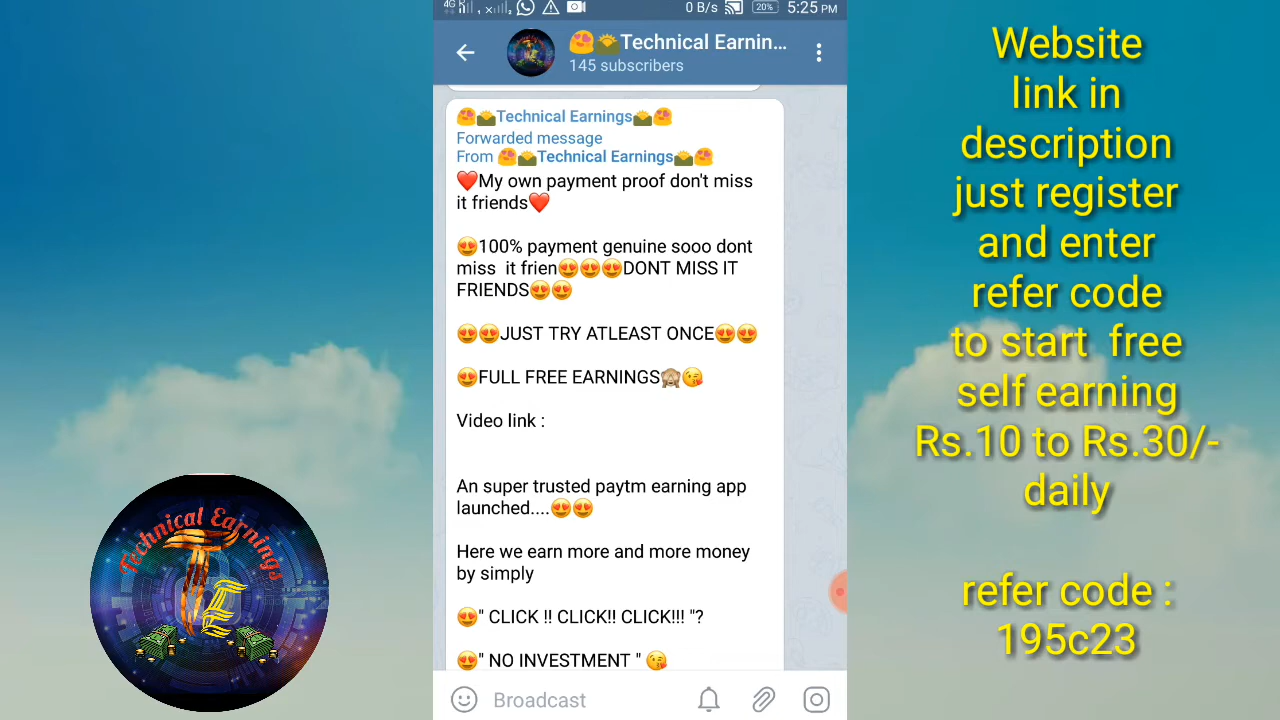 4G
0 B/s
20%
5:25 PM
😍🌄Technical Earnin...
145 subscribers
😍🌄Technical Earnings🌄😍
Forwarded message
From 😍🌄Technical Earnings🌄😍
❤️My own payment proof don't miss
it friends❤️
😍100% payment genuine sooo dont
miss it frien😍😍😍DONT MISS IT
FRIENDS😍😍
😍😍JUST TRY ATLEAST ONCE😍😍
😍FULL FREE EARNINGS🙈😘
Video link :
An super trusted paytm earning app
launched....😍😍
Here we earn more and more money
by simply
😍" CLICK !! CLICK!! CLICK!!! "?
😍" NO INVESTMENT " 😘
Broadcast
Website
link in
description
just register
and enter
refer code
to start free
self earning
Rs.10 to Rs.30/-
daily
refer code :
195c23
Technical Earnings